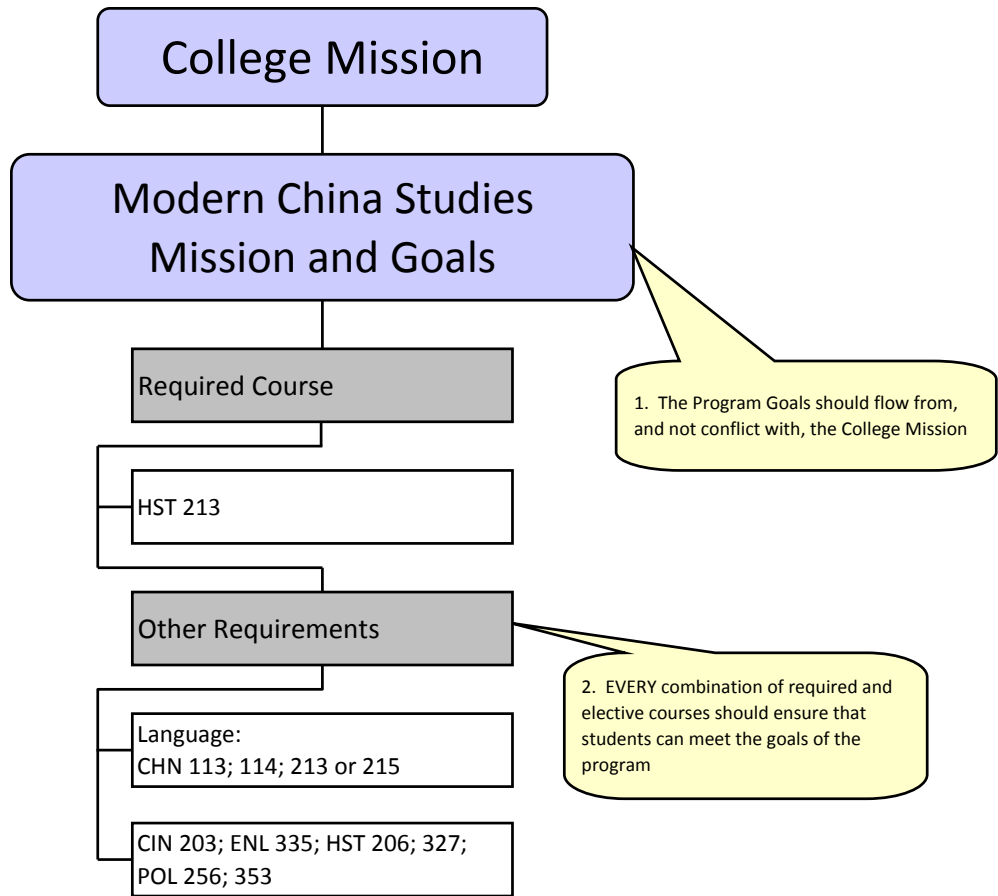 College Mission
Modern China Studies
Mission and Goals
Required Course
1.  The Program Goals should flow from,
and not conflict with, the College Mission
HST 213
Other Requirements
2.  EVERY combination of required and
elective courses should ensure that
students can meet the goals of the
program
Language:
CHN 113; 114; 213 or 215
CIN 203; ENL 335; HST 206; 327;
POL 256; 353